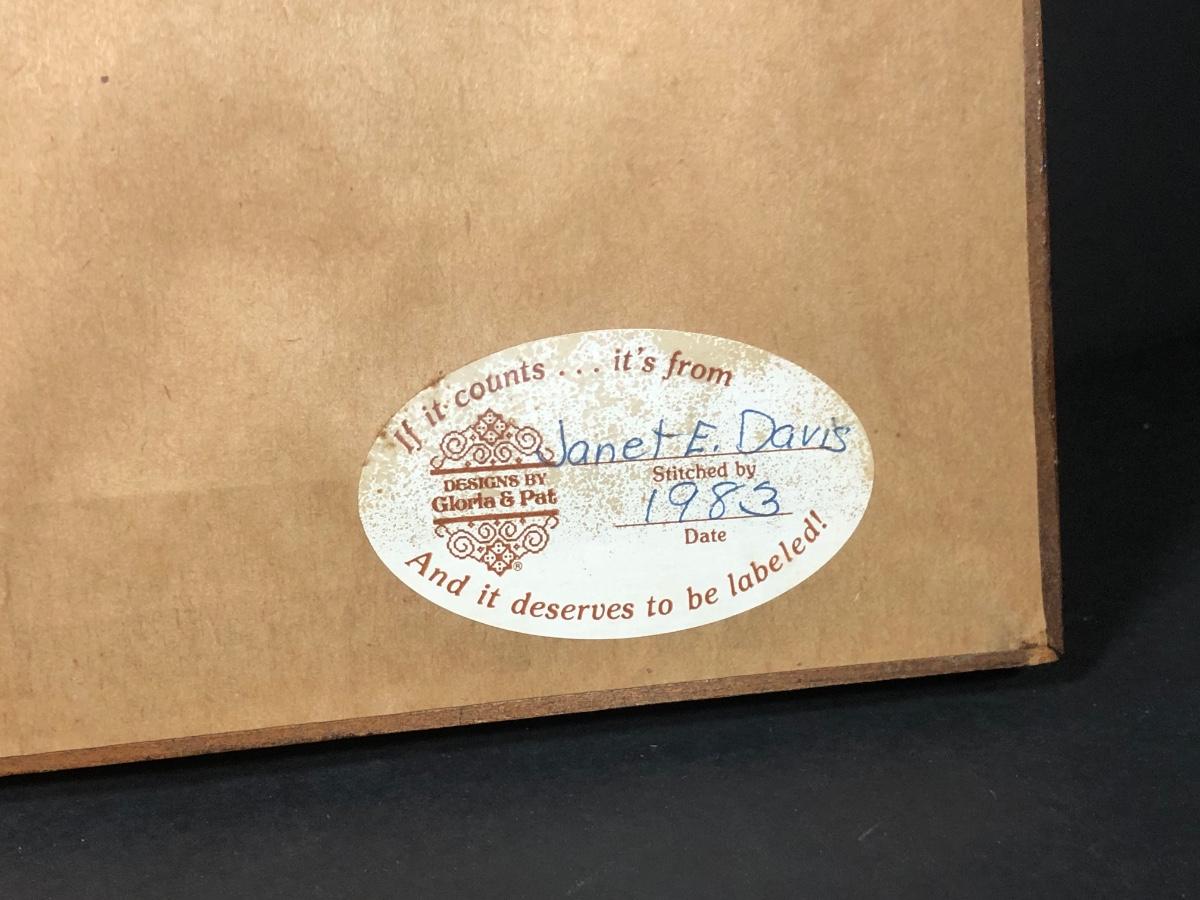 If it counts . . . it's from
DESIGNS BY
Gloria & Pat
®
Janet E. Davis
Stitched by
1983
Date
And it deserves to be labeled!